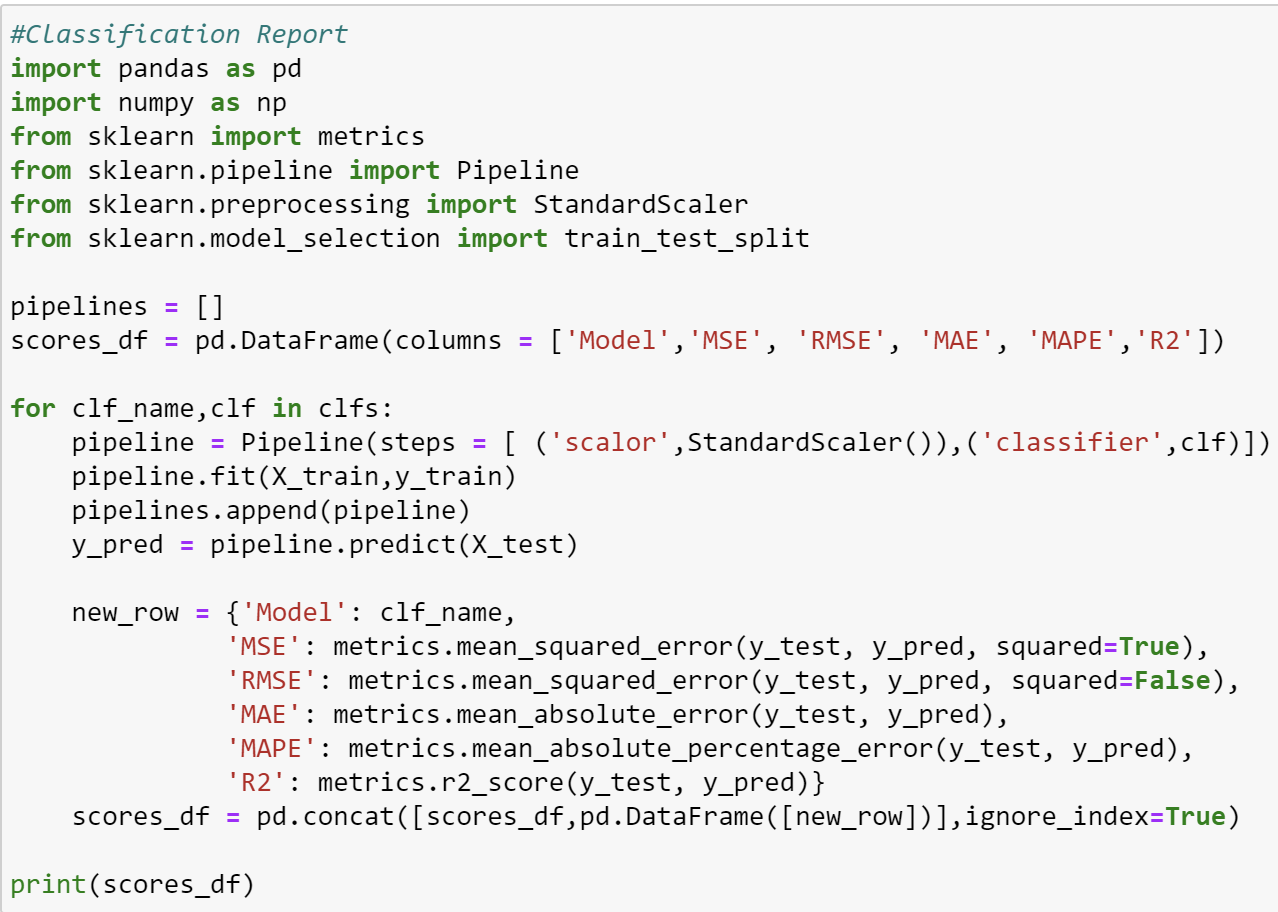 #Classification Report
import pandas as pd
import numpy as np
from sklearn import metrics
from sklearn.pipeline import Pipeline
from sklearn.preprocessing import StandardScaler
from sklearn.model_selection import train_test_split

pipelines = []
scores_df = pd.DataFrame(columns = ['Model','MSE', 'RMSE', 'MAE', 'MAPE','R2'])

for clf_name,clf in clfs:
    pipeline = Pipeline(steps = [ ('scalor',StandardScaler()),('classifier',clf)])
    pipeline.fit(X_train,y_train)
    pipelines.append(pipeline)
    y_pred = pipeline.predict(X_test)

    new_row = {'Model': clf_name,
              'MSE': metrics.mean_squared_error(y_test, y_pred, squared=True),
              'RMSE': metrics.mean_squared_error(y_test, y_pred, squared=False),
              'MAE': metrics.mean_absolute_error(y_test, y_pred),
              'MAPE': metrics.mean_absolute_percentage_error(y_test, y_pred),
              'R2': metrics.r2_score(y_test, y_pred)}
    scores_df = pd.concat([scores_df,pd.DataFrame([new_row])],ignore_index=True)

print(scores_df)